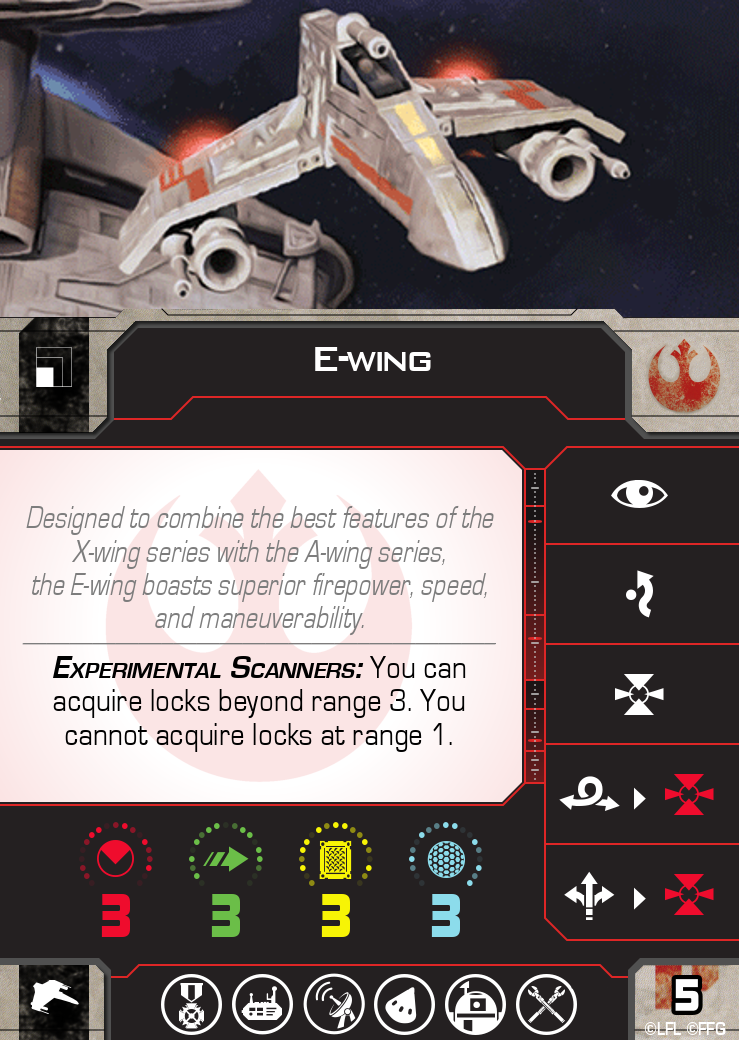 E-WING
Designed to combine the best features of the
X-wing series with the A-wing series,
the E-wing boasts superior firepower, speed,
and maneuverability.
EXPERIMENTAL SCANNERS: You can
acquire locks beyond range 3. You
cannot acquire locks at range 1.
3 3 3 3
5
©LFL ©FFG